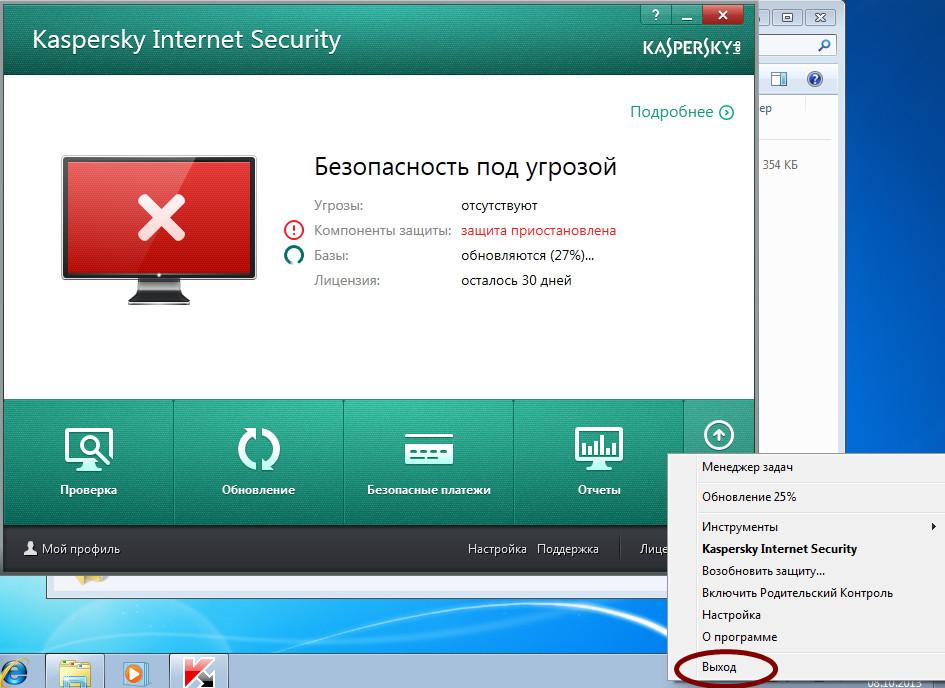 Kaspersky Internet Security
?
KASPERSKY lab
Подробнее
ер
354 КБ
Безопасность под угрозой
Угрозы: отсутствуют
Компоненты защиты: защита приостановлена
Базы: обновляются (27%)...
Лицензия: осталось 30 дней
Проверка
Обновление
Безопасные платежи
Отчеты
Мой профиль
Настройка
Поддержка
Лице
Менеджер задач
Обновление 25%
Инструменты
Kaspersky Internet Security
Возобновить защиту...
Включить Родительский Контроль
Настройка
О программе
Выход
08.10.2013